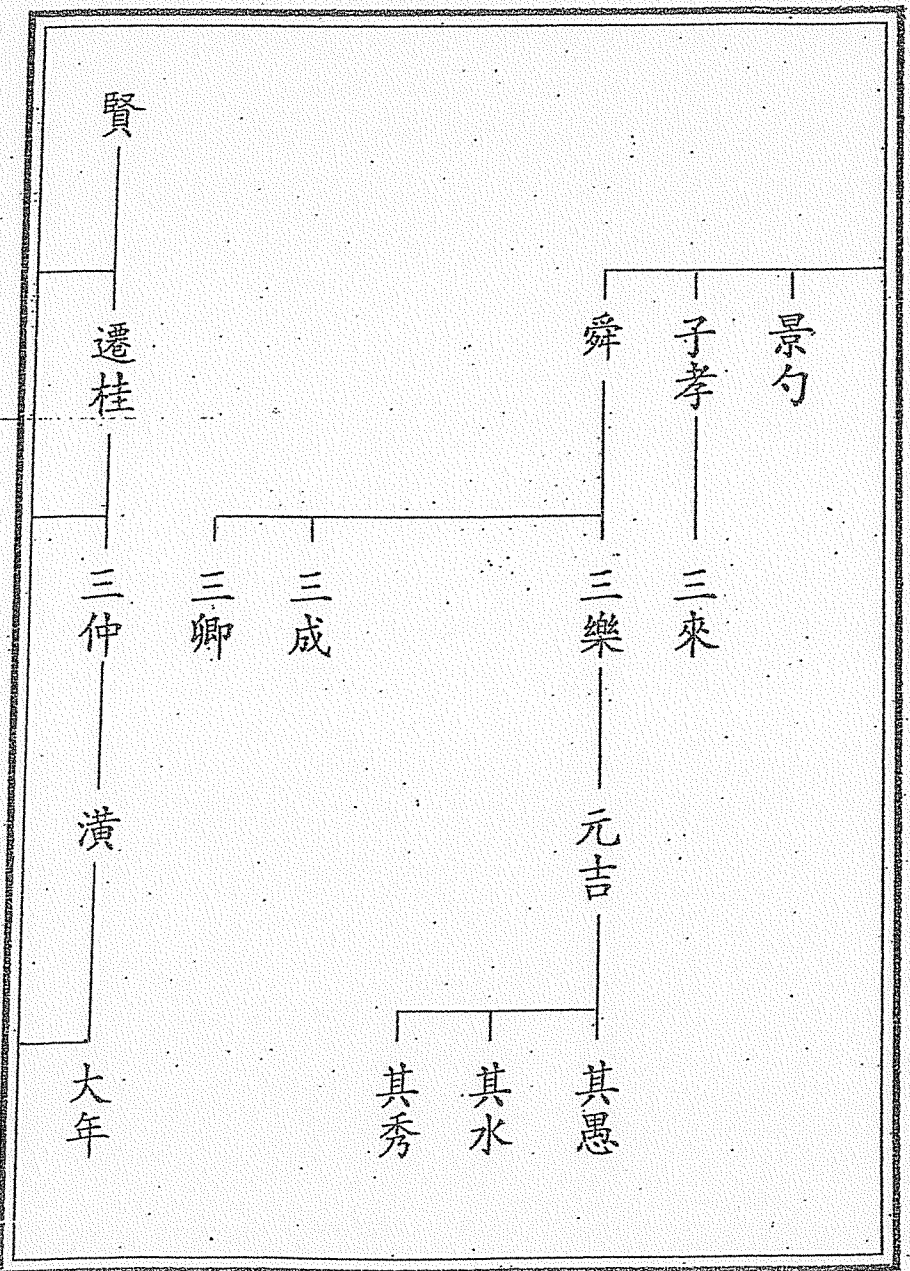 景勺
子孝
舜
三來
三樂
三成
三卿
元吉
其愚
其水
其秀
賢
遷桂
三仲
潢
大年